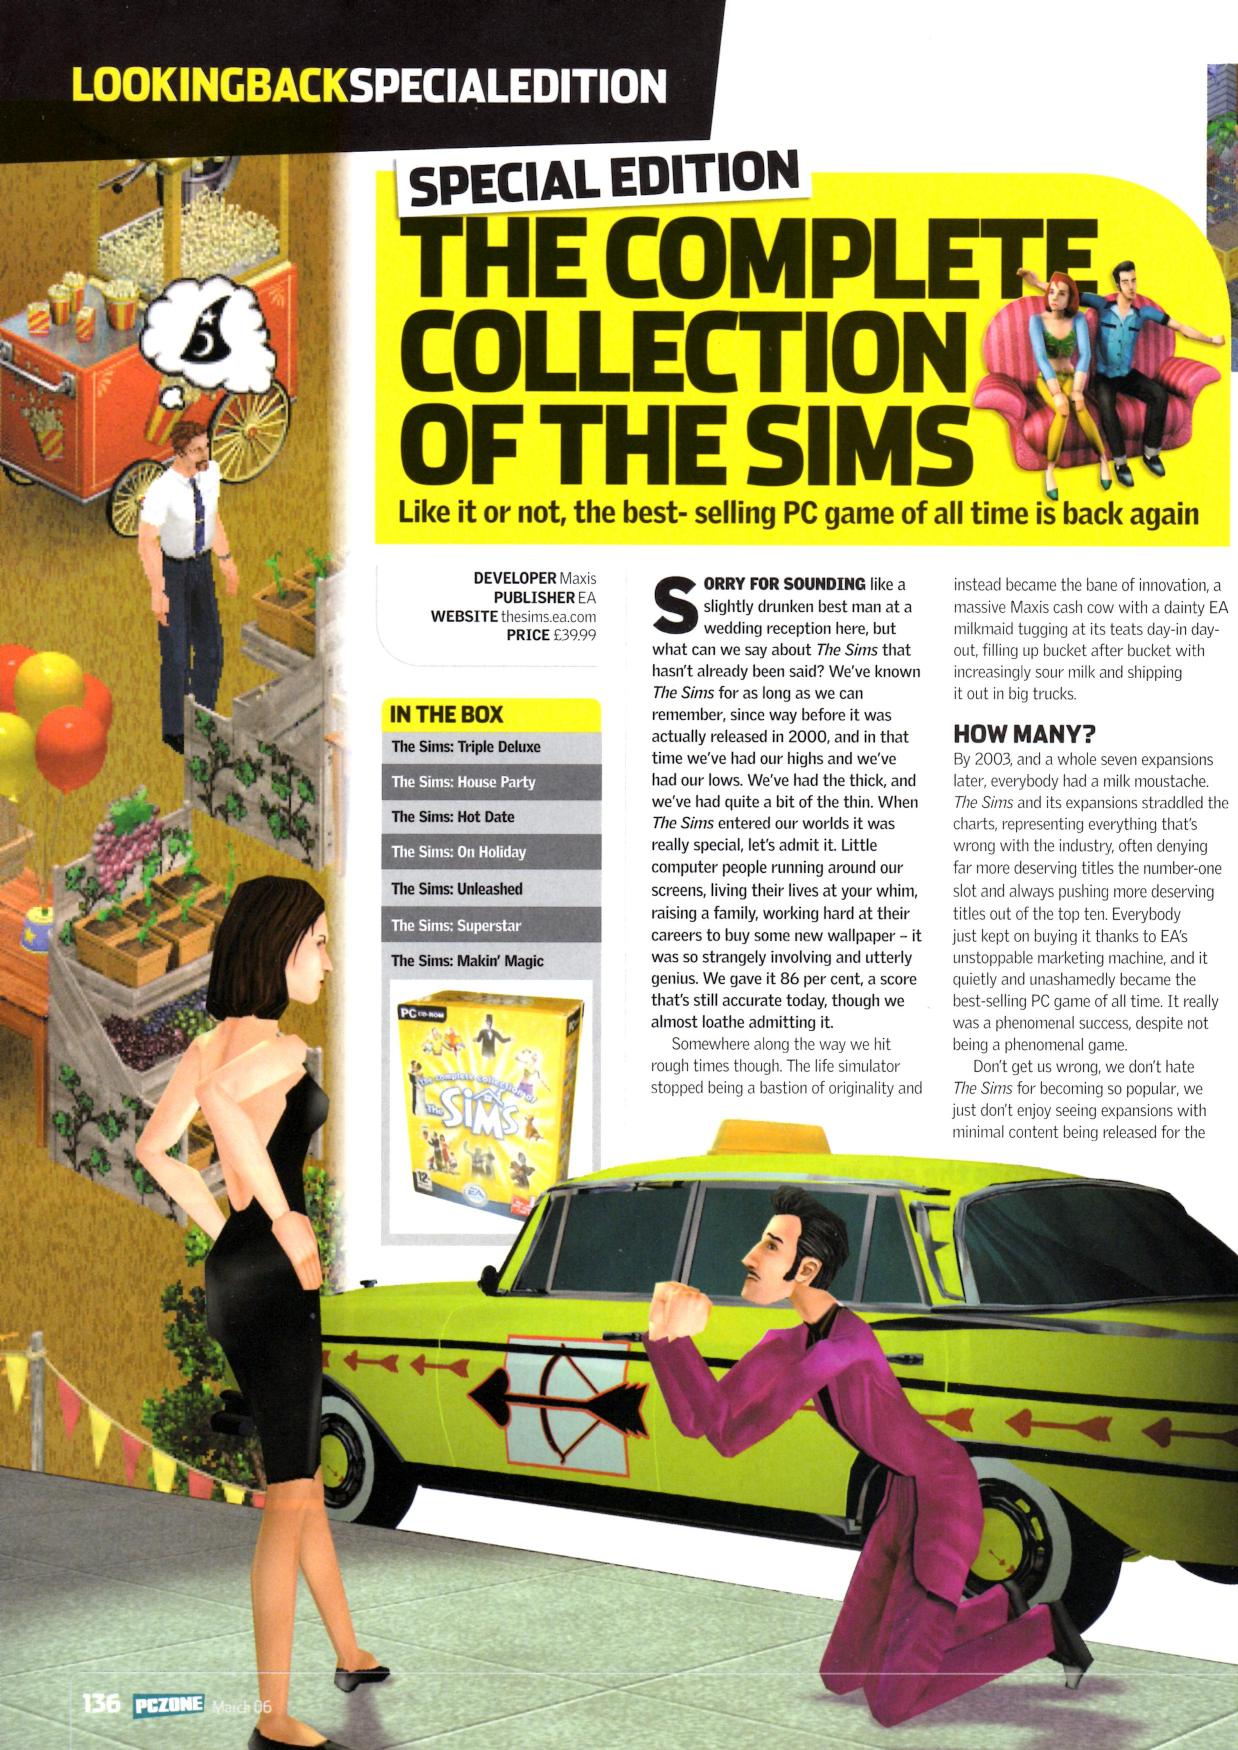 LOOKINGBACKSPECIALEDITION
SPECIAL EDITION
THE COMPLETE
COLLECTION
OF THE SIMS
Like it or not, the best- selling PC game of all time is back again
DEVELOPER Maxis
PUBLISHER EA
WEBSITE thesims.ea.com
PRICE £39.99
IN THE BOX
The Sims: Triple Deluxe
The Sims: House Party
The Sims: Hot Date
The Sims: On Holiday
The Sims: Unleashed
The Sims: Superstar
The Sims: Makin' Magic
PC CD-ROM
The complete collection of
The SIMS
12+
EA
SORRY FOR SOUNDING like a
slightly drunken best man at a
wedding reception here, but
what can we say about The Sims that
hasn't already been said? We've known
The Sims for as long as we can
remember, since way before it was
actually released in 2000, and in that
time we've had our highs and we've
had our lows. We've had the thick, and
we've had quite a bit of the thin. When
The Sims entered our worlds it was
really special, let's admit it. Little
computer people running around our
screens, living their lives at your whim,
raising a family, working hard at their
careers to buy some new wallpaper – it
was so strangely involving and utterly
genius. We gave it 86 per cent, a score
that's still accurate today, though we
almost loathe admitting it.
Somewhere along the way we hit
rough times though. The life simulator
stopped being a bastion of originality and
instead became the bane of innovation, a
massive Maxis cash cow with a dainty EA
milkmaid tugging at its teats day-in day-
out, filling up bucket after bucket with
increasingly sour milk and shipping
it out in big trucks.
HOW MANY?
By 2003, and a whole seven expansions
later, everybody had a milk moustache.
The Sims and its expansions straddled the
charts, representing everything that's
wrong with the industry, often denying
far more deserving titles the number-one
slot and always pushing more deserving
titles out of the top ten. Everybody
just kept on buying it thanks to EA's
unstoppable marketing machine, and it
quietly and unashamedly became the
best-selling PC game of all time. It really
was a phenomenal success, despite not
being a phenomenal game.
Don't get us wrong, we don't hate
The Sims for becoming so popular, we
just don't enjoy seeing expansions with
minimal content being released for the
136 PCZONE March 06